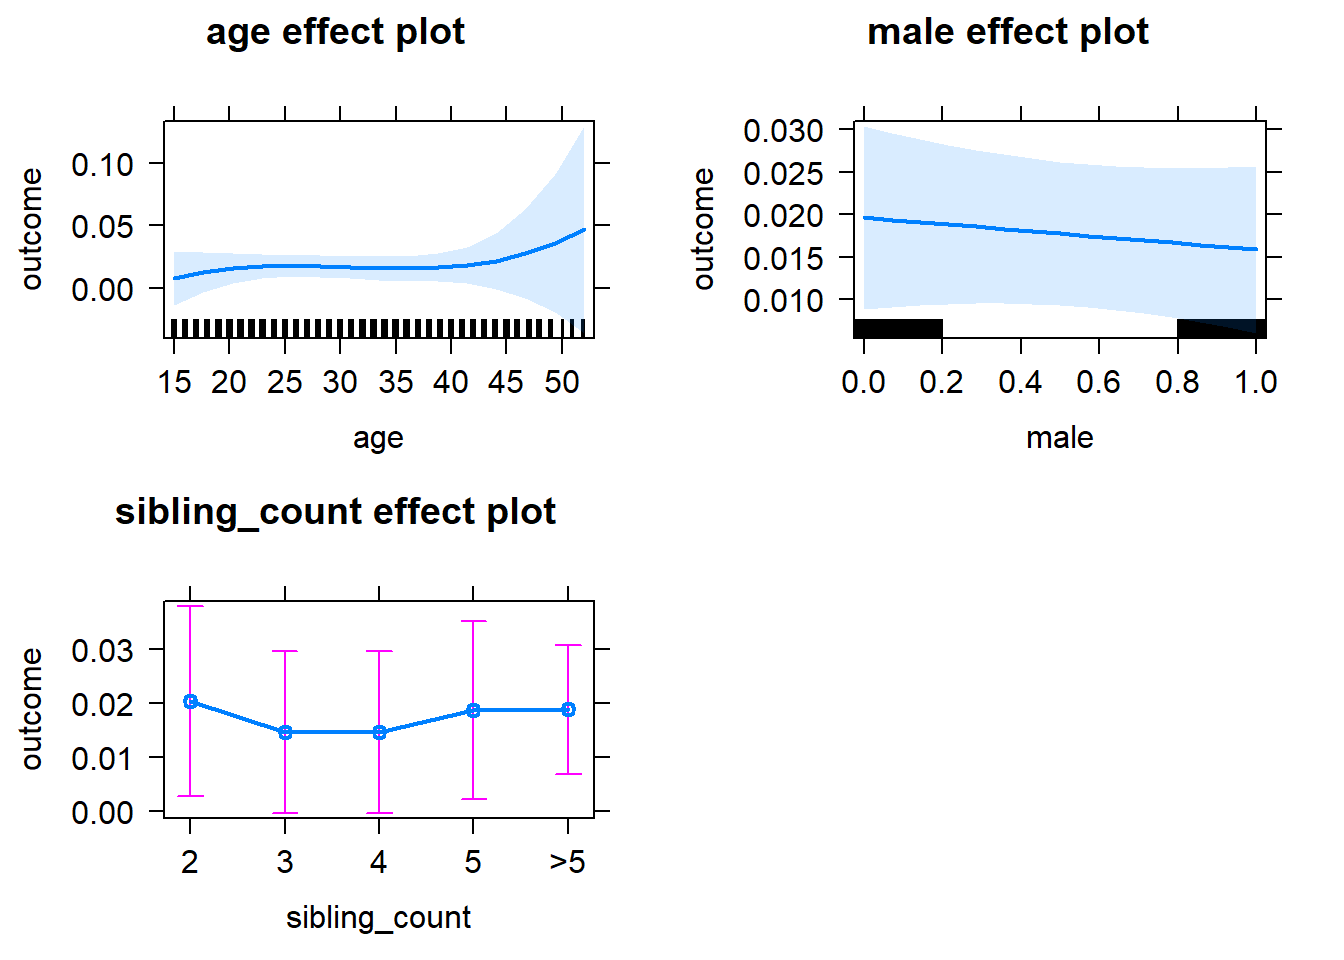 age effect plot
outcome
0.10
0.05
0.00
15 20 25 30 35 40 45 50
age
male effect plot
outcome
0.030
0.025
0.020
0.015
0.010
0.0 0.2 0.4 0.6 0.8 1.0
male
sibling_count effect plot
outcome
0.03
0.02
0.01
0.00
2 3 4 5 >5
sibling_count